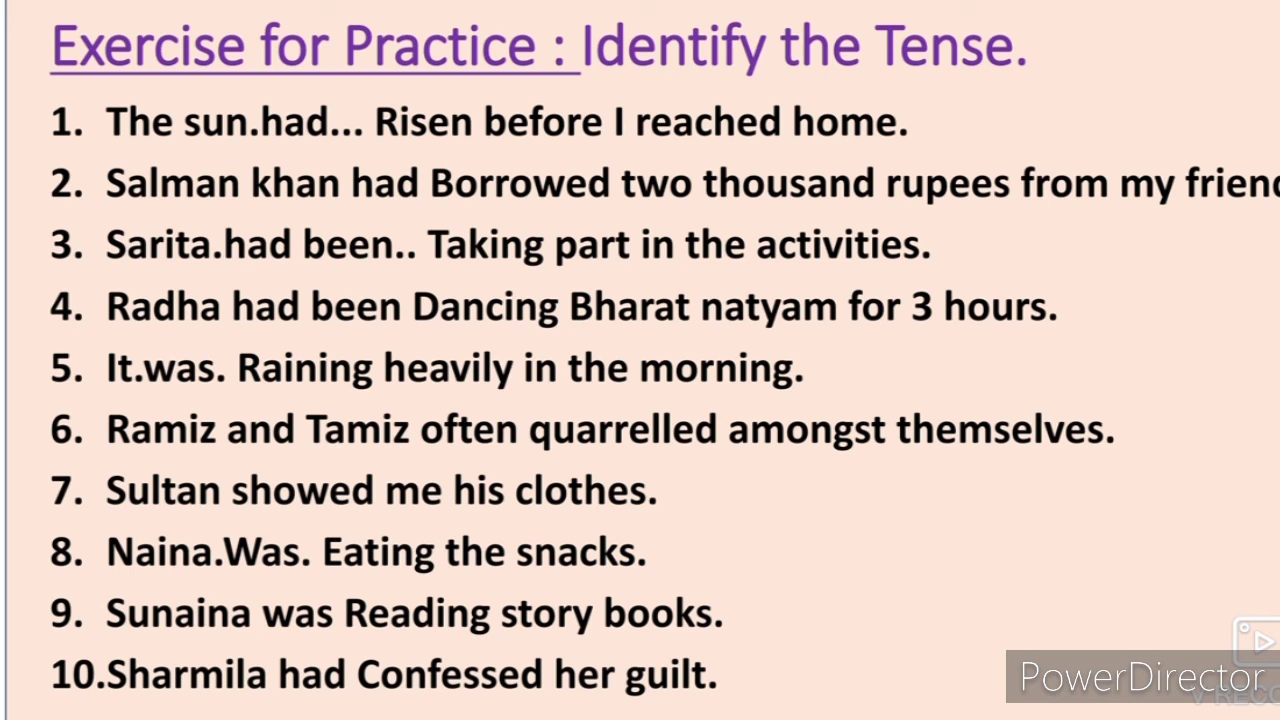 Exercise for Practice : Identify the Tense.
1. The sun.had... Risen before I reached home.
2. Salman khan had Borrowed two thousand rupees from my
3. Sarita.had been.. Taking part in the activities.
4. Radha had been Dancing Bharat natyam for 3 hours.
5. It.was. Raining heavily in the morning.
6. Ramiz and Tamiz often quarrelled amongst themselves.
7. Sultan showed me his clothes.
8. Naina.Was. Eating the snacks.
9. Sunaina was Reading story books.
10.Sharmila had Confessed her guilt.
PowerDirector